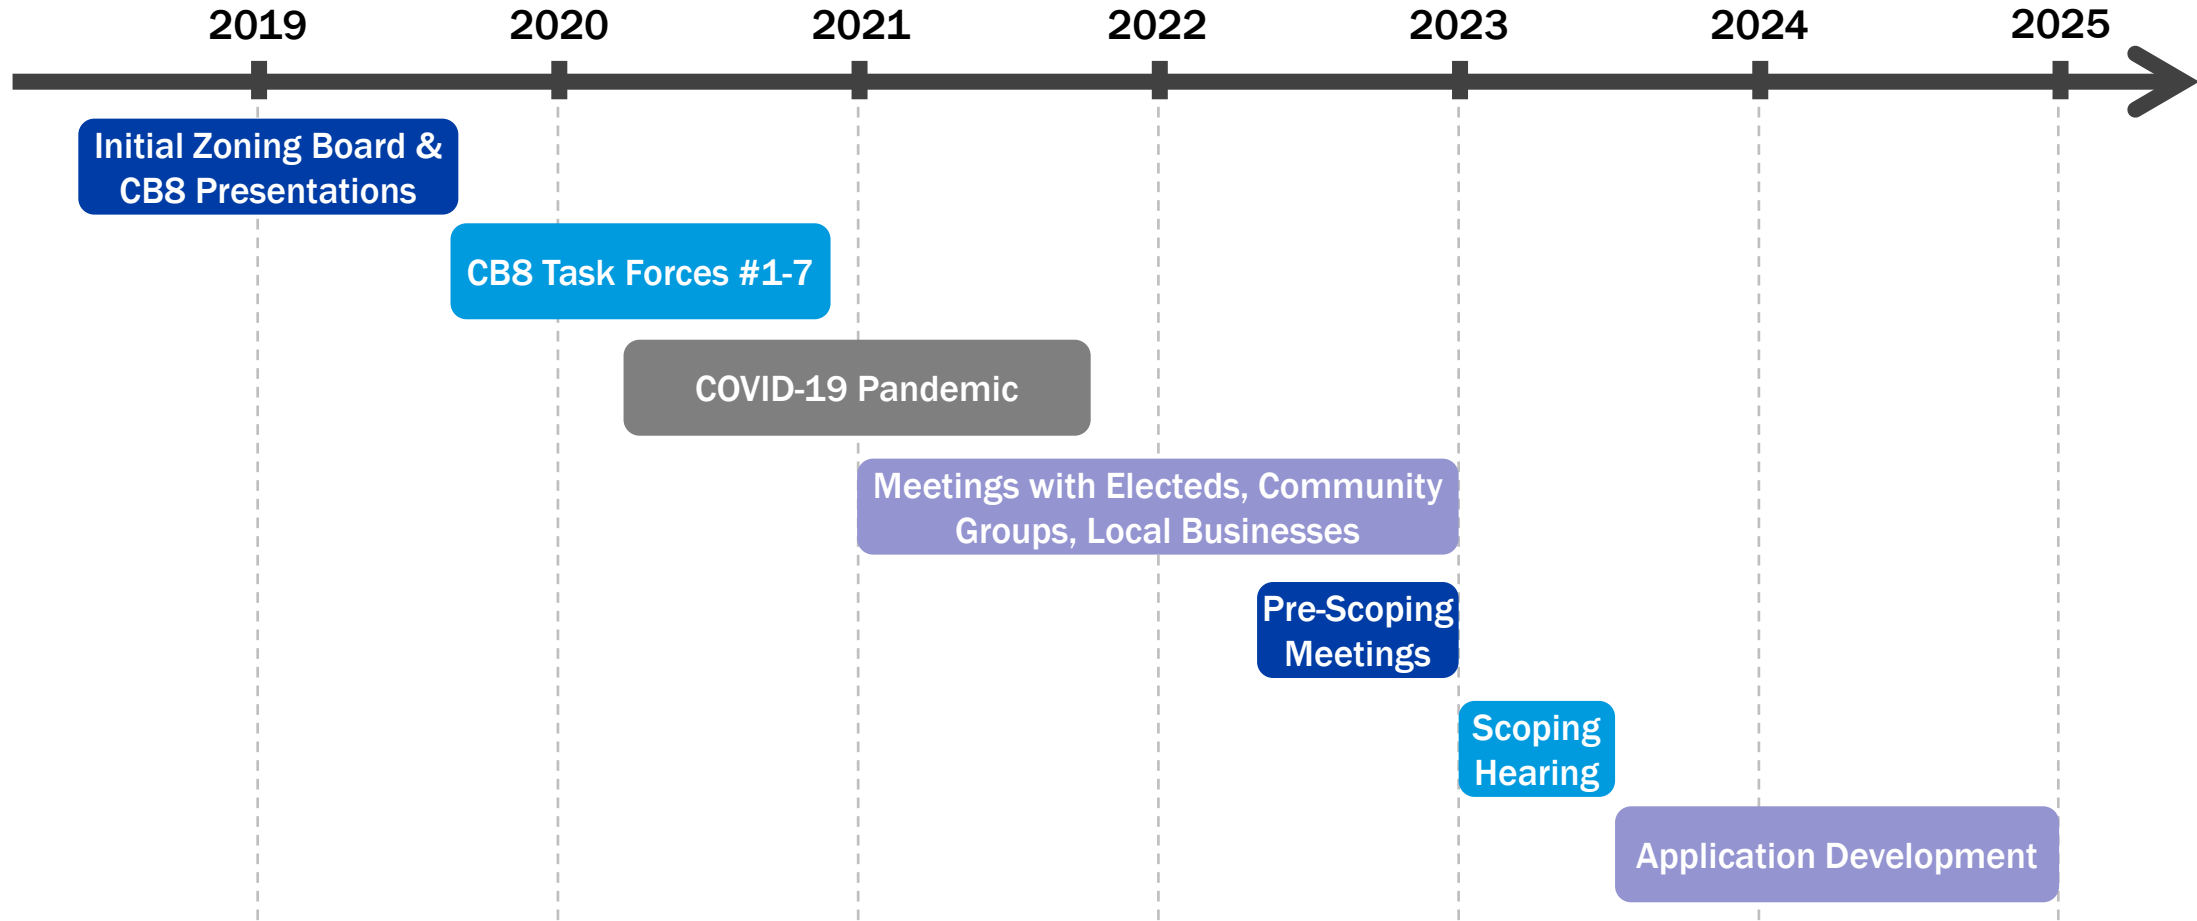 2019 2020 2021 2022 2023 2024 2025
Initial Zoning Board &
CB8 Presentations
CB8 Task Forces #1-7
COVID-19 Pandemic
Meetings with Electeds, Community
Groups, Local Businesses
Pre-Scoping
Meetings
Scoping
Hearing
Application Development